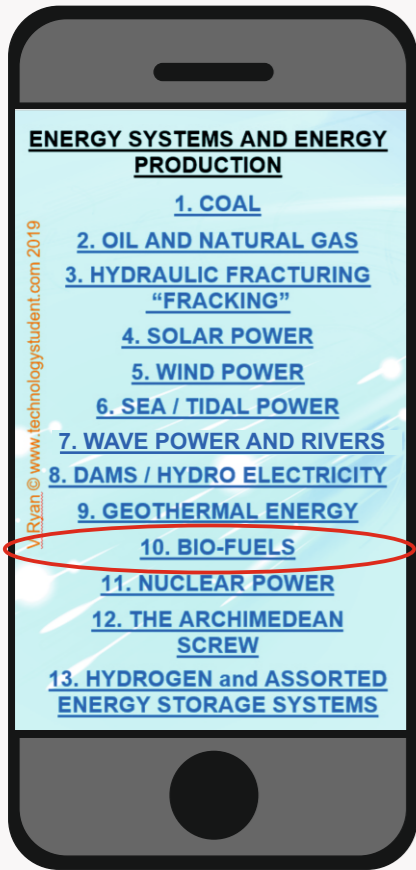 ENERGY SYSTEMS AND ENERGY
PRODUCTION
1. COAL
2. OIL AND NATURAL GAS
3. HYDRAULIC FRACTURING
“FRACKING”
4. SOLAR POWER
5. WIND POWER
6. SEA / TIDAL POWER
7. WAVE POWER AND RIVERS
8. DAMS / HYDRO ELECTRICITY
9. GEOTHERMAL ENERGY
10. BIO-FUELS
11. NUCLEAR POWER
12. THE ARCHIMEDEAN
SCREW
13. HYDROGEN and ASSORTED
ENERGY STORAGE SYSTEMS
V.Ryan © www.technologystudent.com 2019